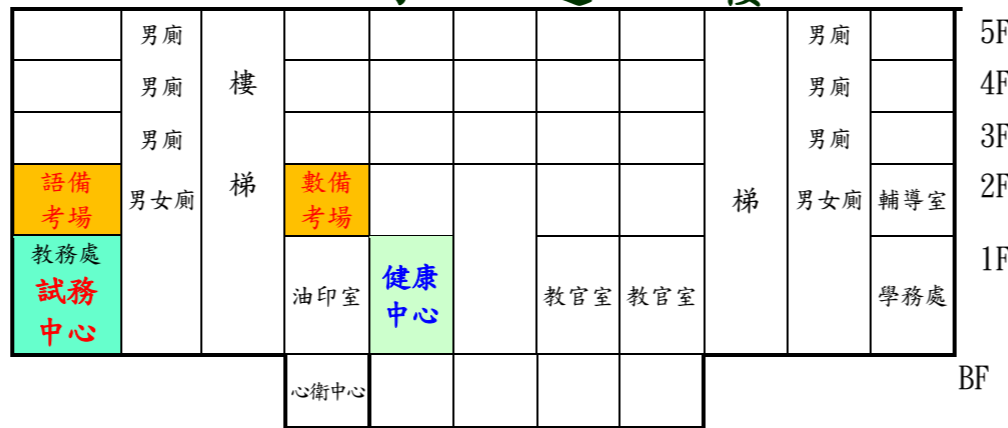 樓
男廁 男廁 5F
男廁 樓 男廁 4F
男廁 男廁 3F
語備 數備 2F
考場 男女廁 梯 考場 梯 男女廁 輔導室
教務處 1F
試務 油印室 健康 教官室 教官室 學務處
中心 中心
心衛中心 BF